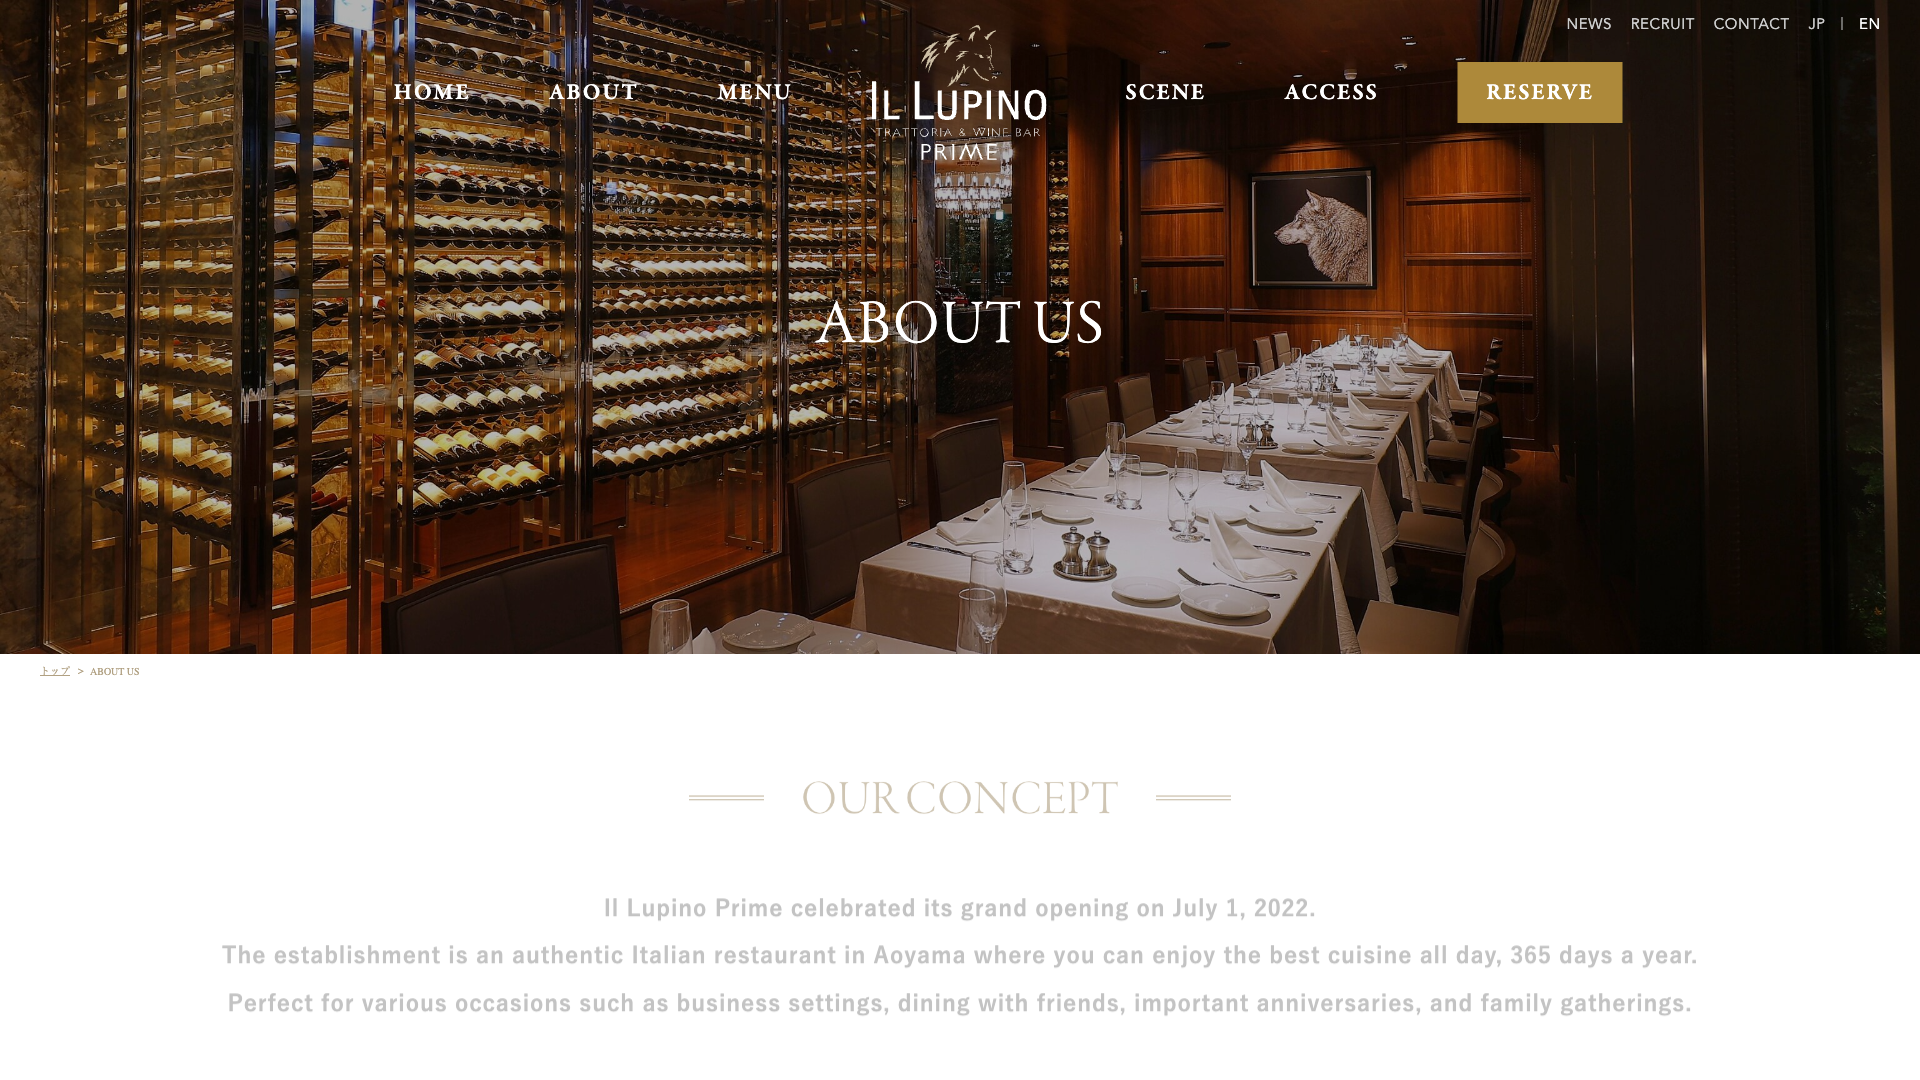 NEWS RECRUIT CONTACT JP | EN
HOME ABOUT MENU
IL LUPINO
TRATTORIA & WINE BAR
PRIME
SCENE ACCESS RESERVE
ABOUT US
トップ > ABOUT US
OUR CONCEPT
Il Lupino Prime celebrated its grand opening on July 1, 2022.
The establishment is an authentic Italian restaurant in Aoyama where you can enjoy the best cuisine all day, 365 days a year.
Perfect for various occasions such as business settings, dining with friends, important anniversaries, and family gatherings.